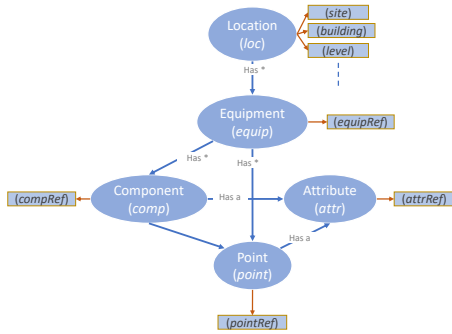 Location
(loc)
(site)
(building)
(level)
Has *
Equipment
(equip)
(equipRef)
Has *
Has *
Component
(comp)
(compRef)
Has a
Attribute
(attr)
(attrRef)
Has a
Point
(point)
(pointRef)